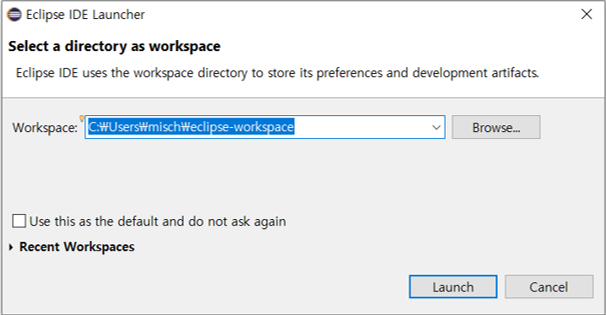 Eclipse IDE Launcher
Select a directory as workspace
Eclipse IDE uses the workspace directory to store its preferences and development artifacts.
Workspace: C:₩Users₩misch₩eclipse-workspace Browse...
Use this as the default and do not ask again
Recent Workspaces
Launch Cancel